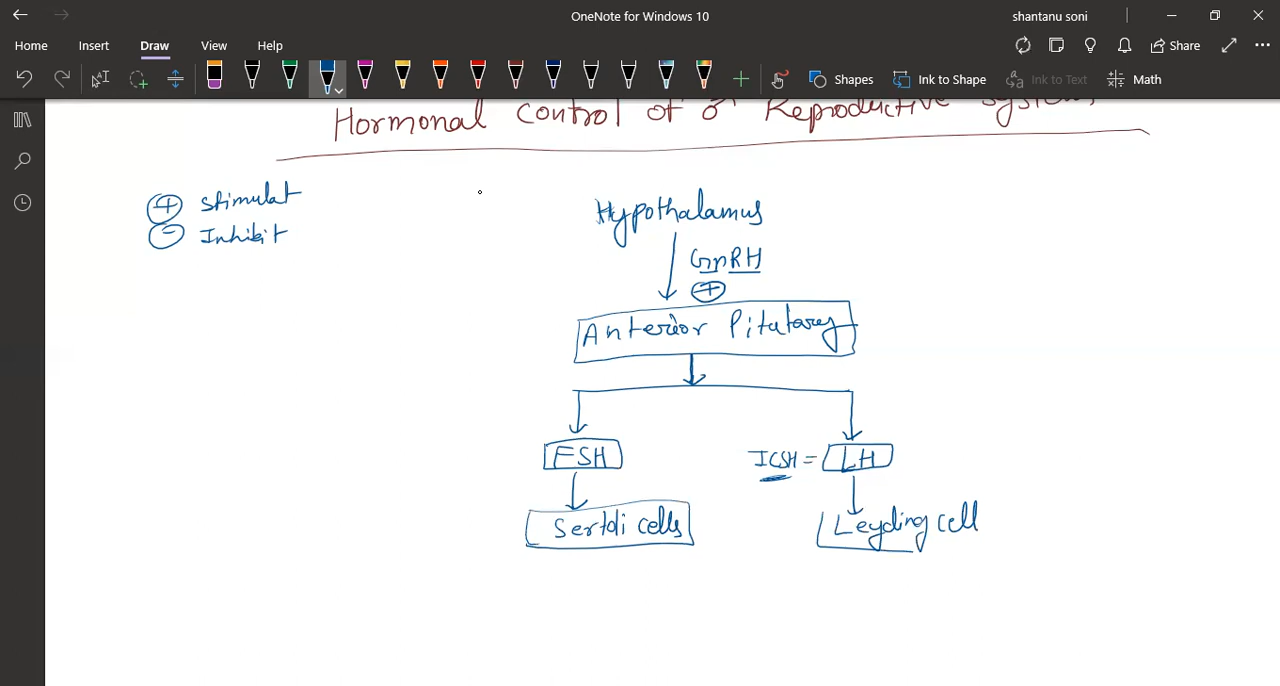 OneNote for Windows 10
shantanu soni
Home Insert Draw View Help
Share
Shapes Ink to Shape Ink to Text Math
Hormonal Control of ♂ Reproductive System
+ Stimulat
- Inhibit
Hypothalamus
GnRH
+
Anterior Pitutary
FSH
ICSH = LH
Sertoli cells
Leyding cell